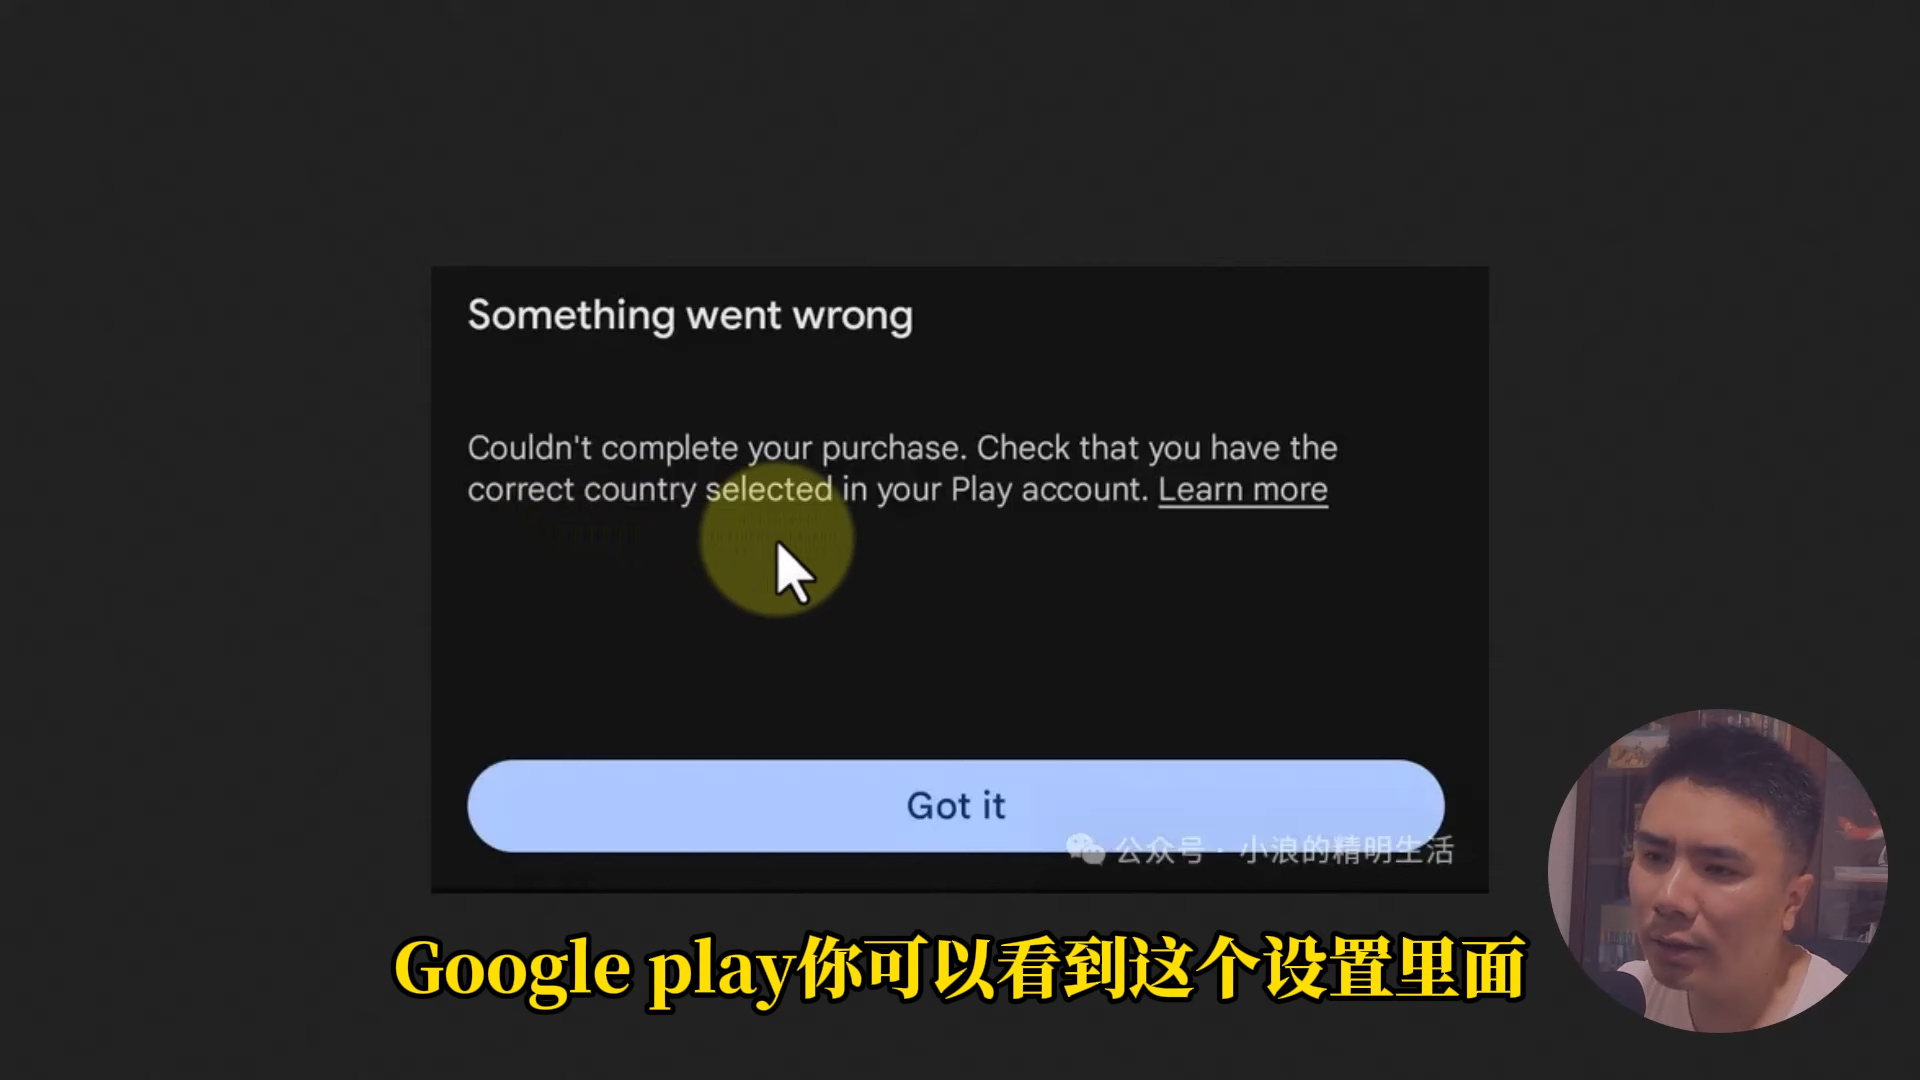 Something went wrong
Couldn't complete your purchase. Check that you have the
correct country selected in your Play account. Learn more
Got it
公众号 · 小浪的精明生活
Google play你可以看到这个设置里面